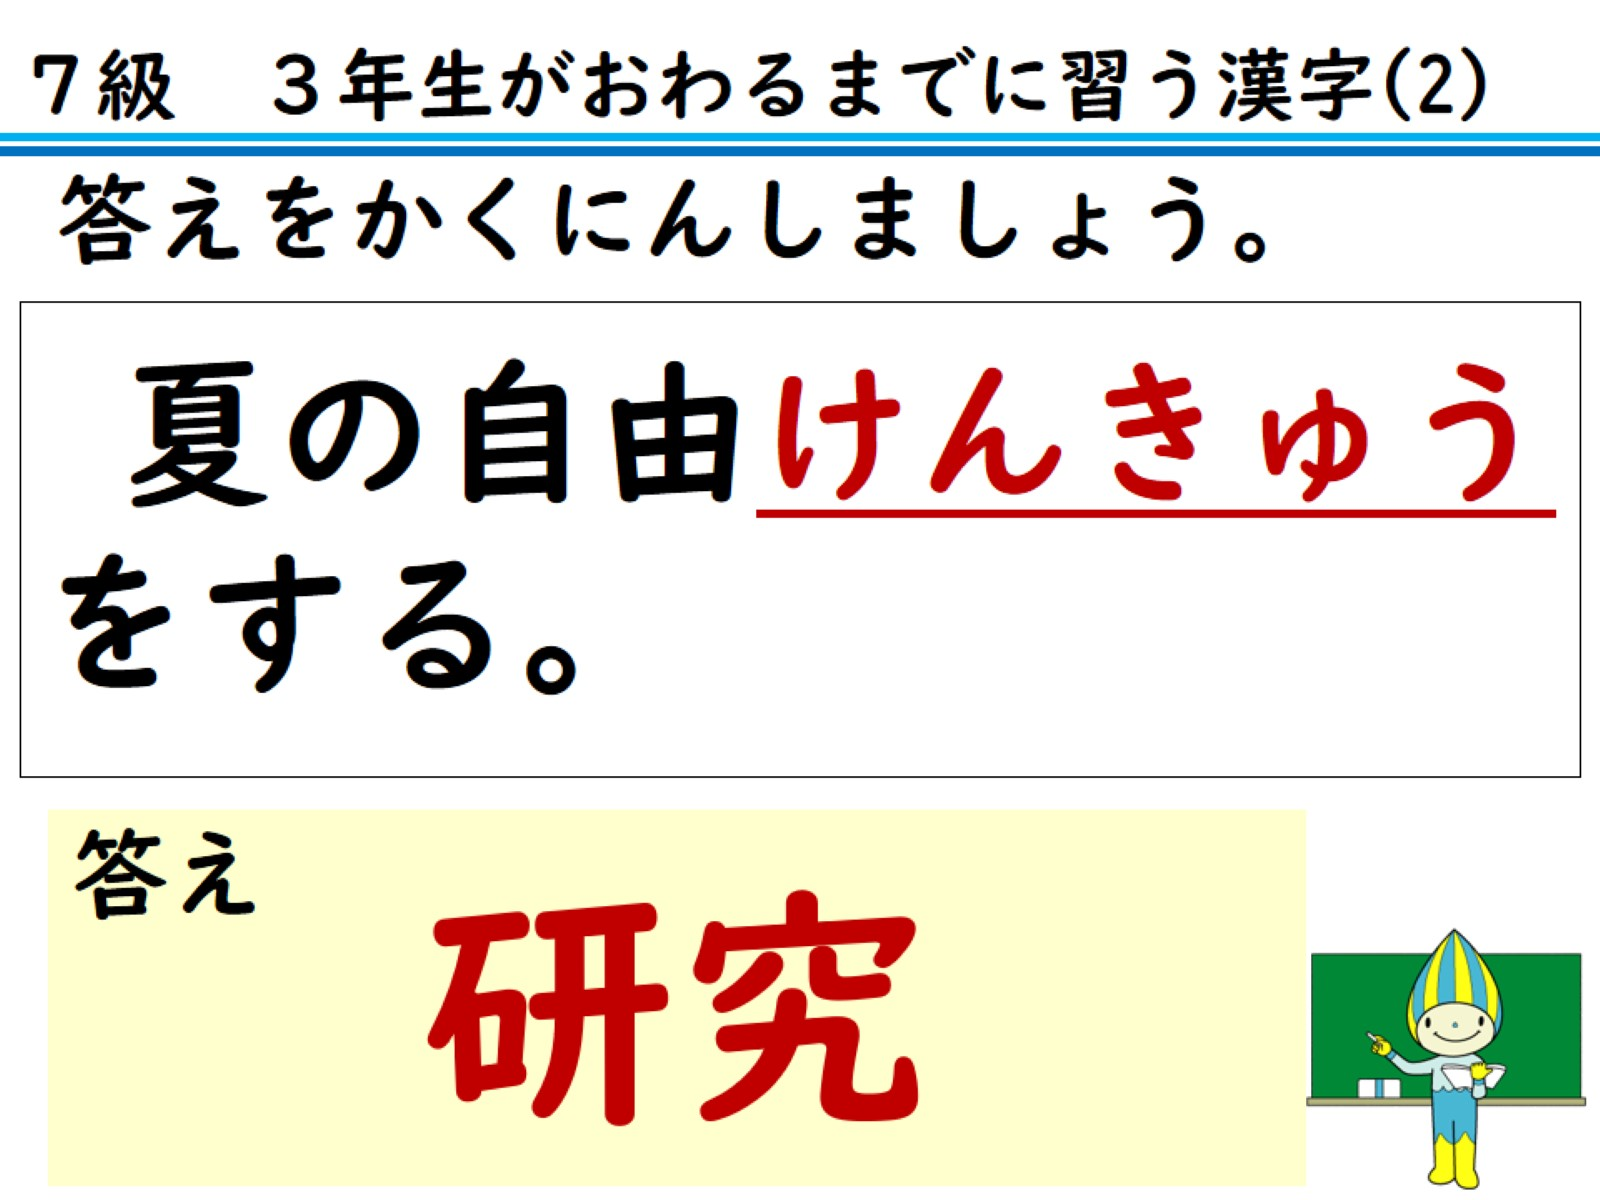 ７級　３年生がおわるまでに習う漢字(2)
答えをかくにんしましょう。
夏の自由けんきゅう
をする。
答え
研究